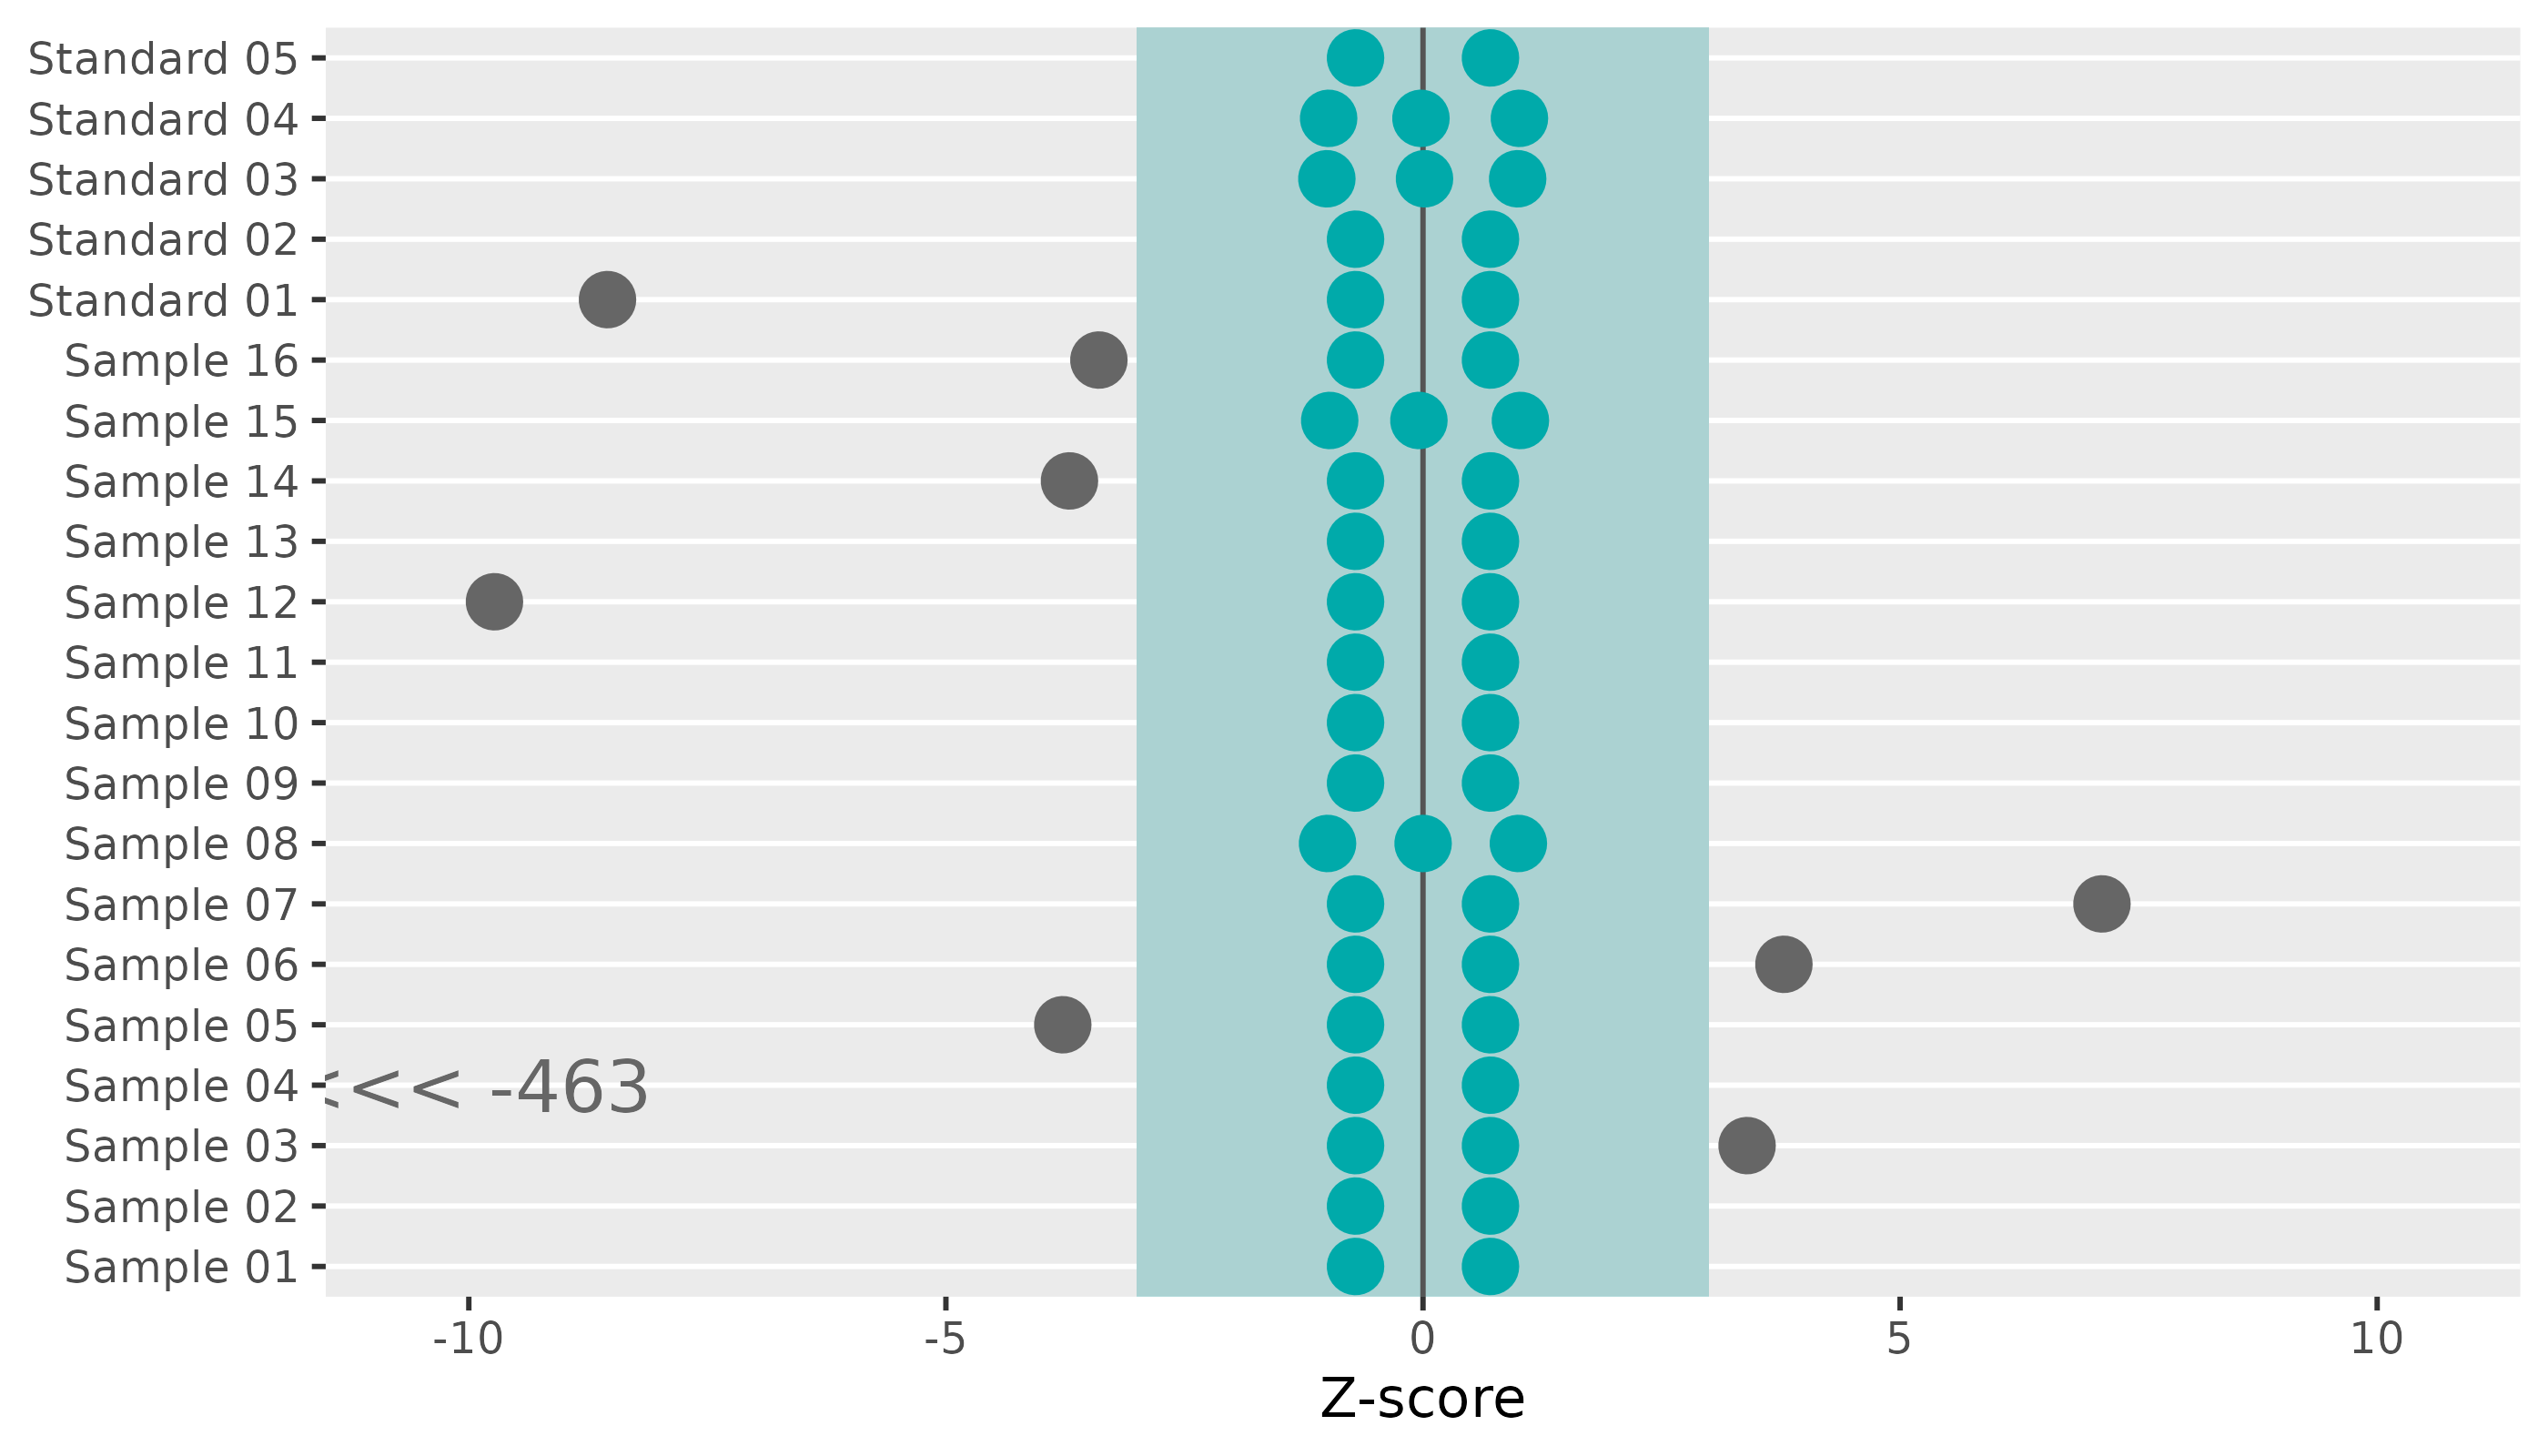 Standard 05
Standard 04
Standard 03
Standard 02
Standard 01
Sample 16
Sample 15
Sample 14
Sample 13
Sample 12
Sample 11
Sample 10
Sample 09
Sample 08
Sample 07
Sample 06
Sample 05
Sample 04
<<< -463
Sample 03
Sample 02
Sample 01
-10 -5 0 5 10
Z-score